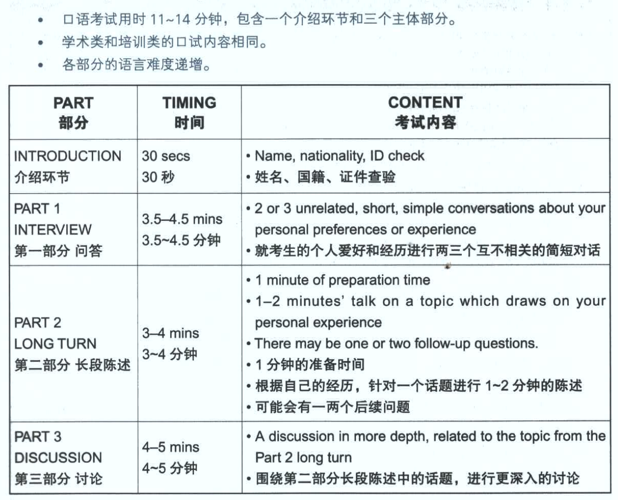 • 口语考试用时 11~14 分钟，包含一个介绍环节和三个主体部分。
• 学术类和培训类的口试内容相同。
• 各部分的语言难度递增。
PART
部分
TIMING
时间
CONTENT
考试内容
INTRODUCTION
介绍环节
30 secs
30 秒
• Name, nationality, ID check
• 姓名、国籍、证件查验
PART 1
INTERVIEW
第一部分 问答
3.5–4.5 mins
3.5~4.5 分钟
• 2 or 3 unrelated, short, simple conversations about your
personal preferences or experience
• 就考生的个人爱好和经历进行两三个互不相关的简短对话
PART 2
LONG TURN
第二部分 长段陈述
3–4 mins
3~4 分钟
• 1 minute of preparation time
• 1–2 minutes' talk on a topic which draws on your
personal experience
• There may be one or two follow-up questions.
• 1 分钟的准备时间
• 根据自己的经历，针对一个话题进行 1~2 分钟的陈述
• 可能会有一两个后续问题
PART 3
DISCUSSION
第三部分 讨论
4–5 mins
4~5 分钟
• A discussion in more depth, related to the topic from the
Part 2 long turn
• 围绕第二部分长段陈述中的话题，进行更深入的讨论